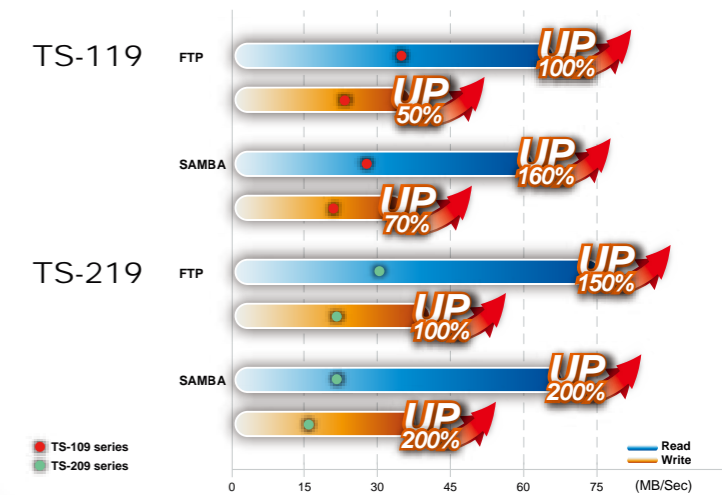 TS-119
FTP
UP
100%
UP
50%
SAMBA
UP
160%
UP
70%
TS-219
FTP
UP
150%
UP
100%
SAMBA
UP
200%
UP
200%
TS-109 series
TS-209 series
Read
Write
0 15 30 45 60 75 (MB/Sec)